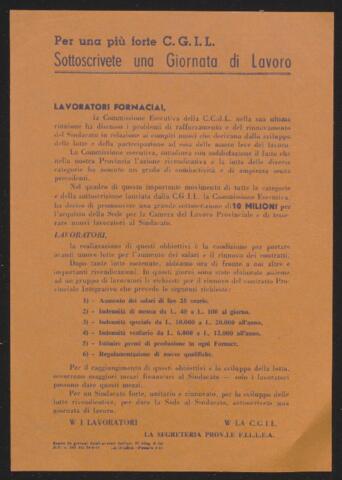 Per una più forte C.G.I.L.
Sottoscrivete una Giornata di Lavoro
LAVORATORI FORNACIAI,
la Commissione Esecutiva della C.C.d.L. nella sua ultima
riunione ha discusso i problemi di rafforzamento e del rinnovamento
del Sindacato in relazione ai compiti nuovi che derivano dallo sviluppo
delle lotte e della partecipazione ad esse delle nuove leve del lavoro.
La Commissione esecutiva, sottolinea con soddisfazione il fatto che
nella nostra Provincia l'azione rivendicativa e la lotta delle diverse
categorie ha assunto un grado di combattività e di ampiezza senza
precedenti.
Nel quadro di questo importante movimento di tutte le categorie
e della sottoscrizione lanciata dalla C.G.I.L. la Commissione Esecutiva,
ha deciso di promuovere una grande sottoscrizione di 10 MILIONI per
l'acquisto della Sede per la Camera del Lavoro Provinciale e di tesse-
rare nuovi lavoratori al Sindacato.
LAVORATORI,
la realizzazione di questi obbiettivi è la condizione per portare
avanti nuove lotte per l'aumento dei salari e il rinnovo dei contratti.
Dopo tante lotte sostenute, abbiamo ora di fronte a noi altre e
importanti rivendicazioni. In questi giorni sono state elaborate assieme
ad un gruppo di lavoratori le richieste per il rinnovo del contratto Pro-
vinciale Integrativo che prevede le seguenti richieste:
1) - Aumento dei salari di lire 35 orarie.
2) - Indennità di mensa da L. 40 a L. 100 al giorno.
3) - Indennità speciale da L. 10.000 a L. 20.000 all'anno.
4) - Indennità vestiario da L. 6.000 a L. 12.000 all'anno.
5) - Istituire premi di produzione in ogni Fornace.
6) - Regolamentazione di nuove qualifiche.
Per il raggiungimento di questi obbiettivi e lo sviluppo della lotta,
occorrono maggiori mezzi finanziari al Sindacato — solo i lavoratori
possono dare questi mezzi.
Per un Sindacato forte, unitario e rinnovato, per lo sviluppo delle
lotte rivendicative, per dare la Sede al Sindacato, sottoscrivete una
giornata di lavoro.
W I LAVORATORI W LA C.G.I.L.
LA SEGRETERIA PROV.LE F.I.L.L.E.A.